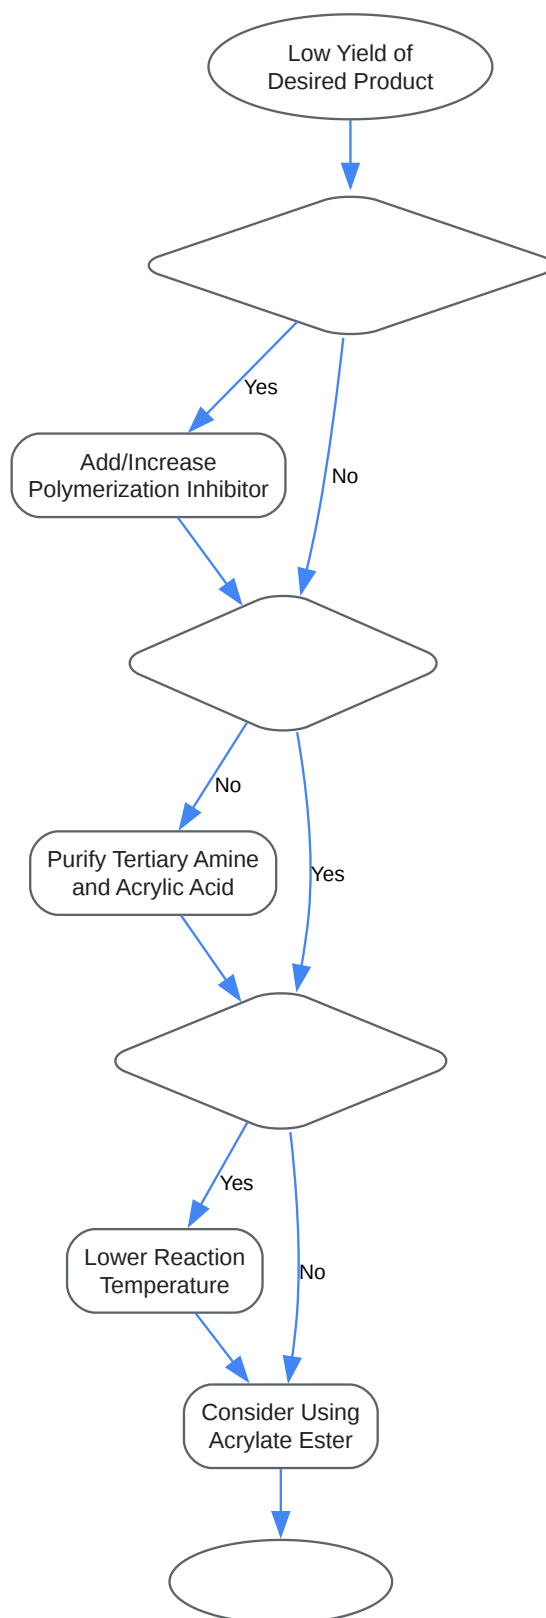 Low Yield of
Desired Product
Yes
Add/Increase
Polymerization Inhibitor
No
No
Purify Tertiary Amine
and Acrylic Acid
Yes
Yes
Lower Reaction
Temperature
No
Consider Using
Acrylate Ester